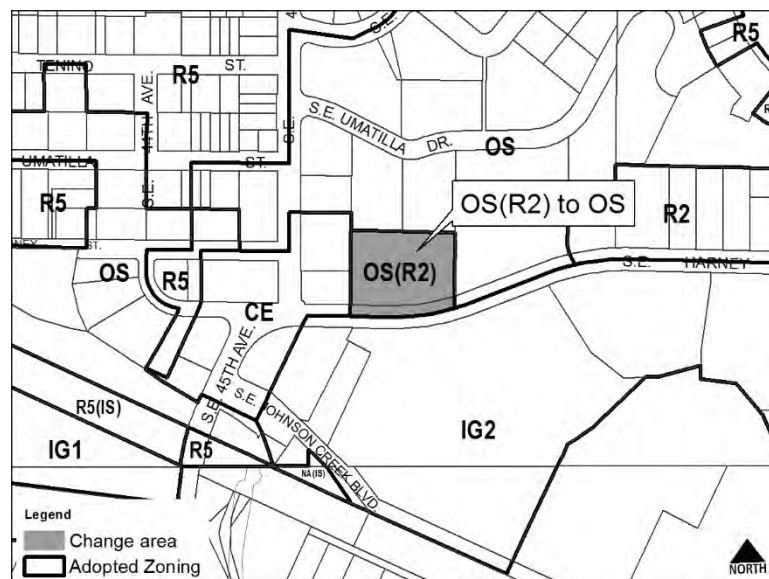 R5
TENINO
ST.
R5
S.E. 44TH AVE.
S.E.
S.E.
S.E. UMATILLA
DR.
OS
UMATILLA
ST.
R5
OS(R2) to OS
R2
ST.
OS
R5
OS(R2)
S.E.
HARNEY
CE
S.E. 45TH AVE.
S.E. JOHNSON CREEK BLVD.
R5(IS)
IG1
R5
NA(IS)
IG2
Legend
Change area
Adopted Zoning
NORTH